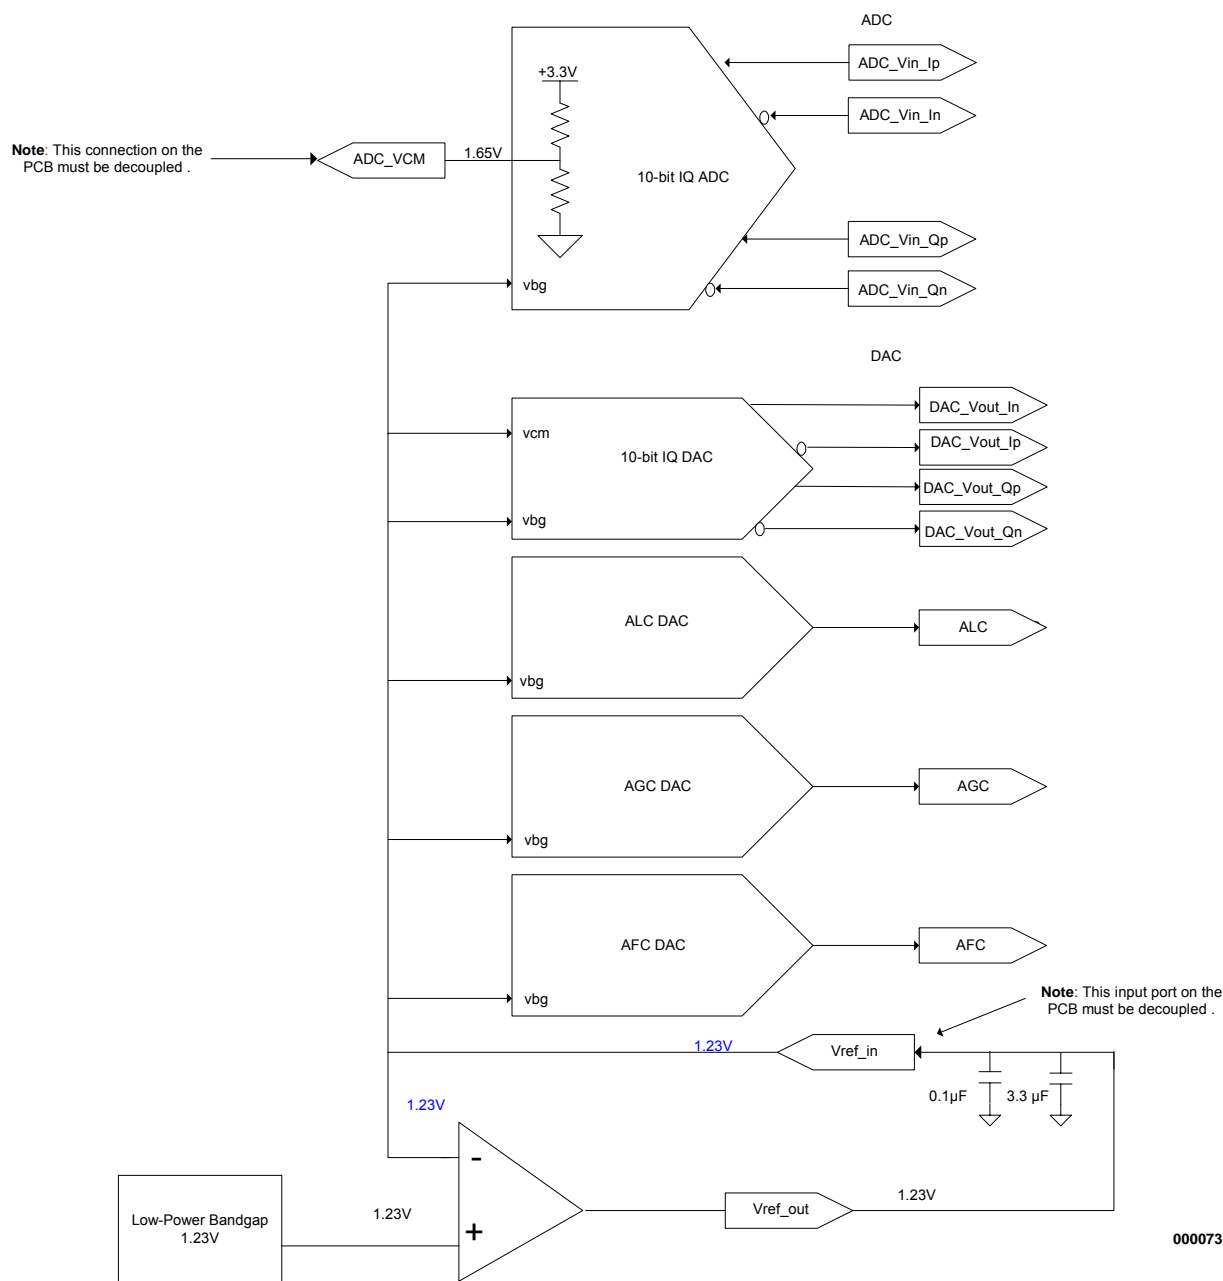 ADC
ADC_Vin_Ip
+3.3V
ADC_Vin_In
Note: This connection on the
PCB must be decoupled .
ADC_VCM
1.65V
10-bit IQ ADC
ADC_Vin_Qp
vbg
ADC_Vin_Qn
DAC
DAC_Vout_In
vcm
10-bit IQ DAC
DAC_Vout_Ip
DAC_Vout_Qp
vbg
DAC_Vout_Qn
ALC DAC
ALC
vbg
AGC DAC
AGC
vbg
AFC DAC
AFC
vbg
Note: This input port on the
PCB must be decoupled .
1.23V
Vref_in
0.1µF
3.3 µF
1.23V
-
Low-Power Bandgap
1.23V
1.23V
+
Vref_out
1.23V
000073